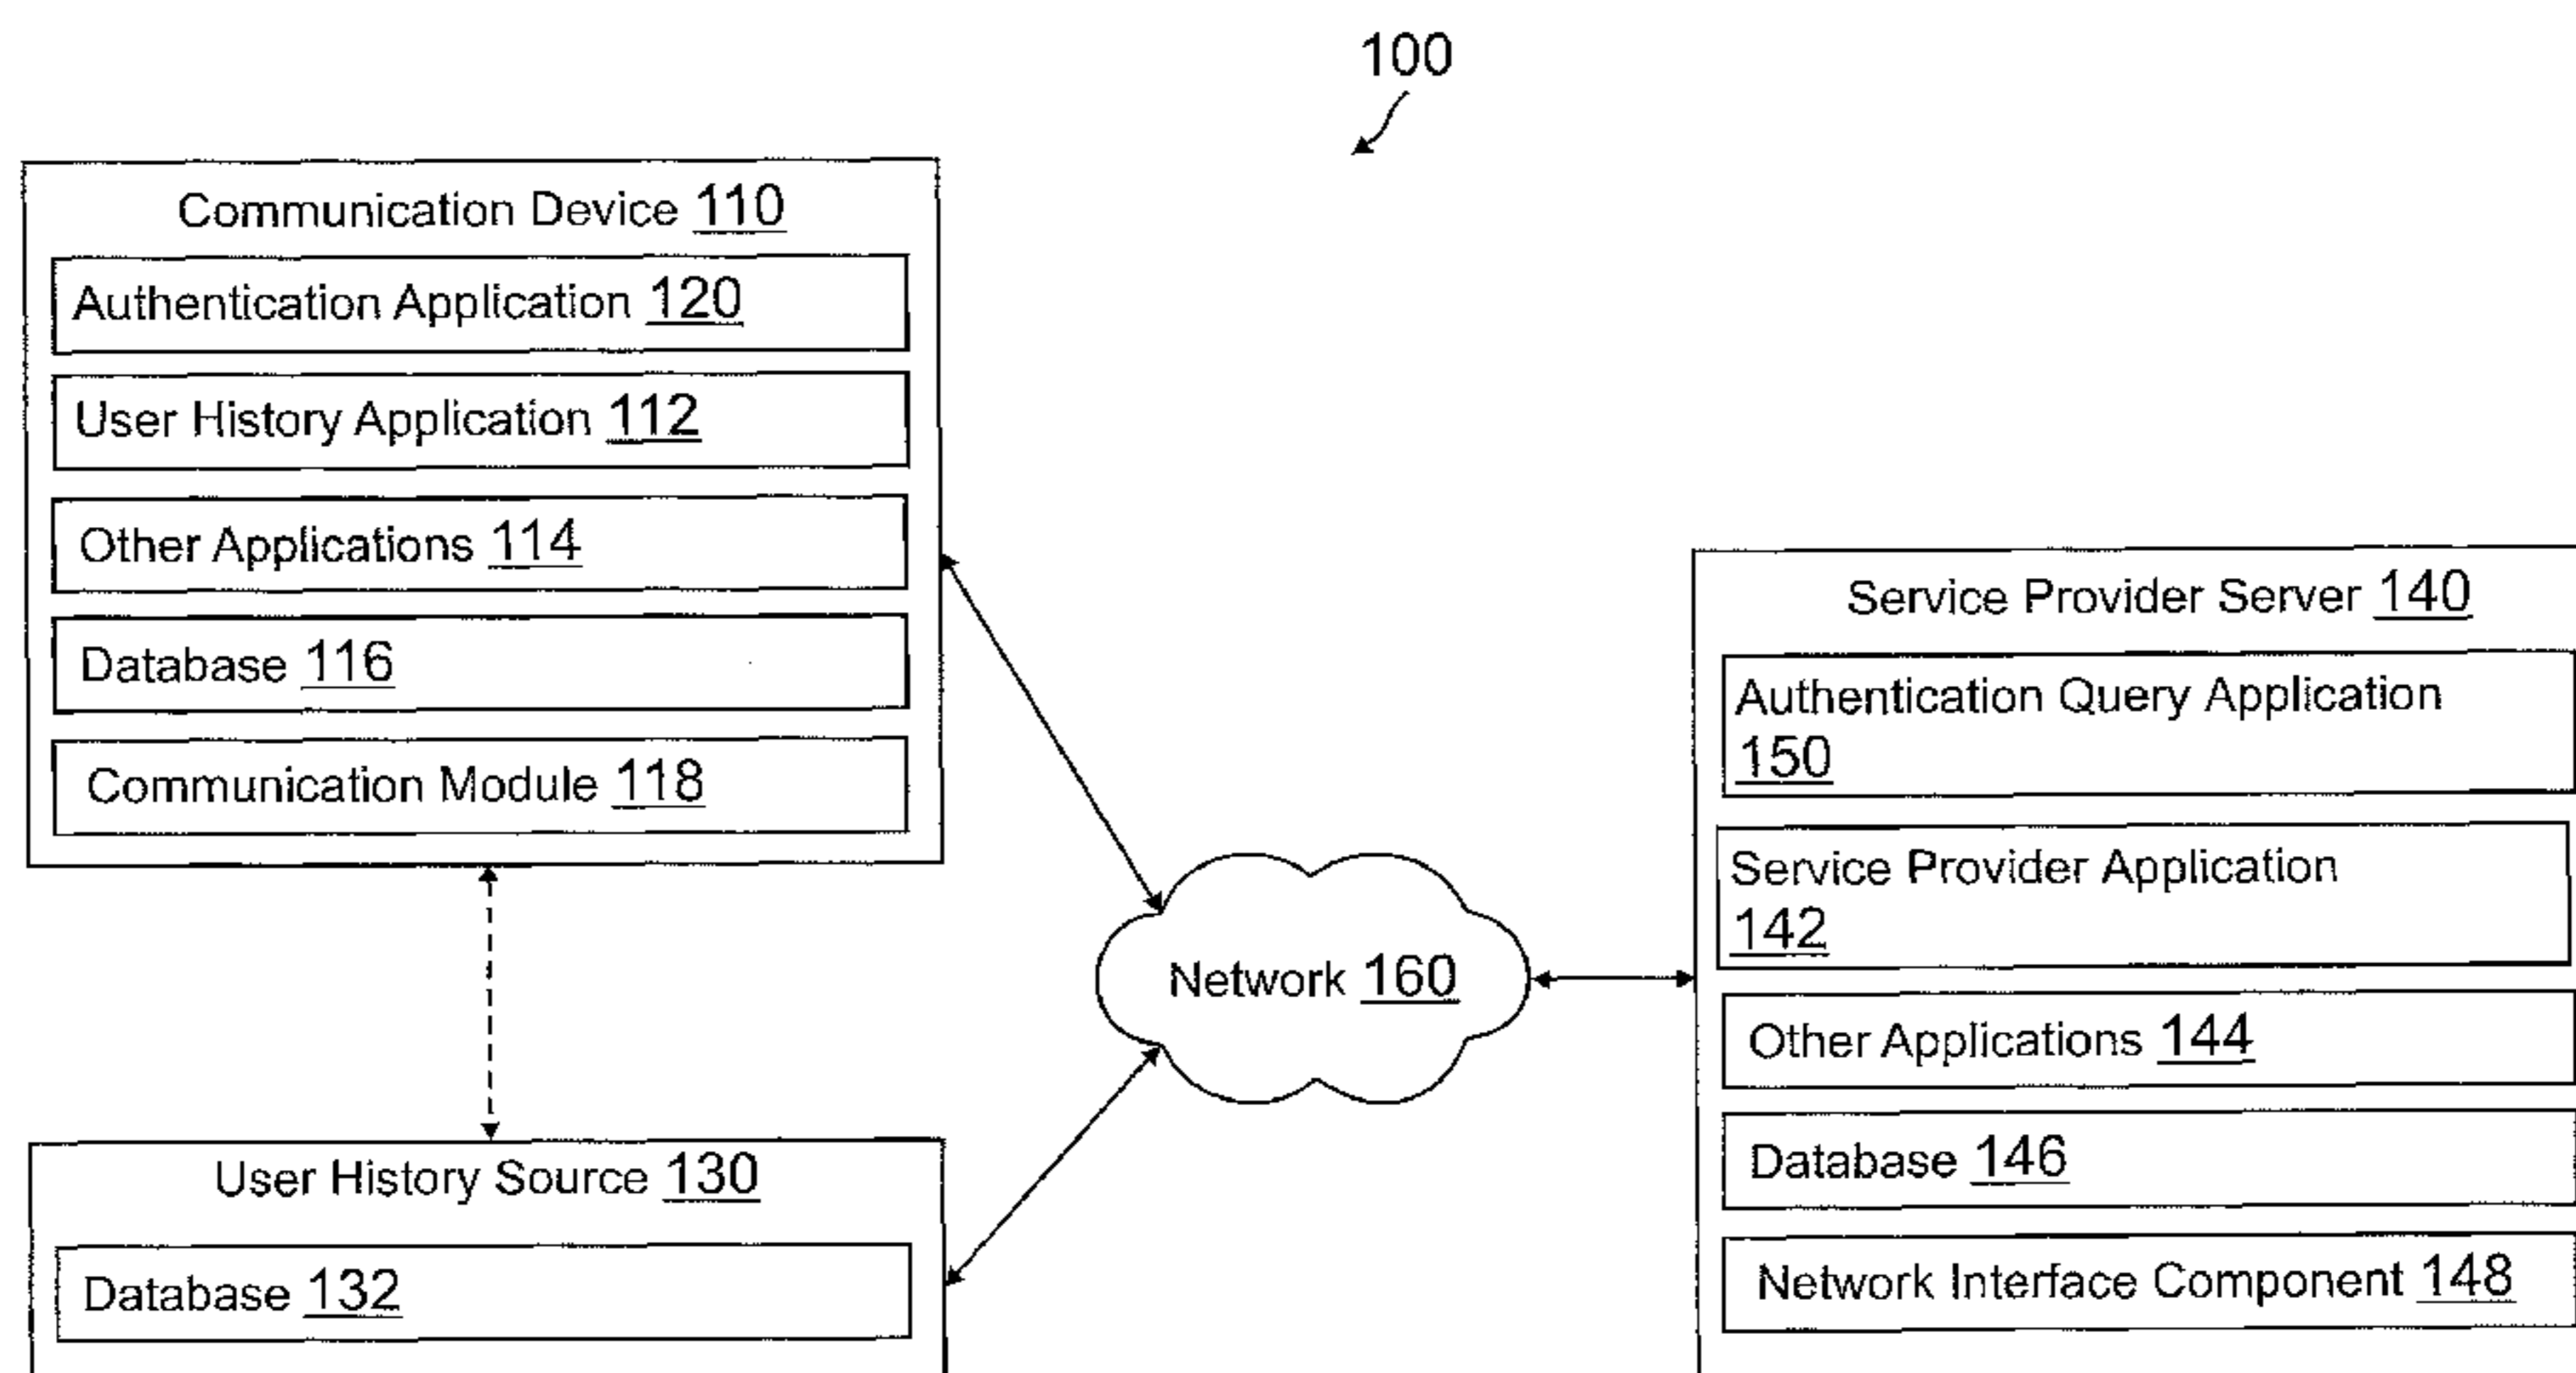 100
Communication Device 110
Authentication Application 120
User History Application 112
Other Applications 114
Database 116
Communication Module 118
User History Source 130
Database 132
Network 160
Service Provider Server 140
Authentication Query Application
150
Service Provider Application
142
Other Applications 144
Database 146
Network Interface Component 148